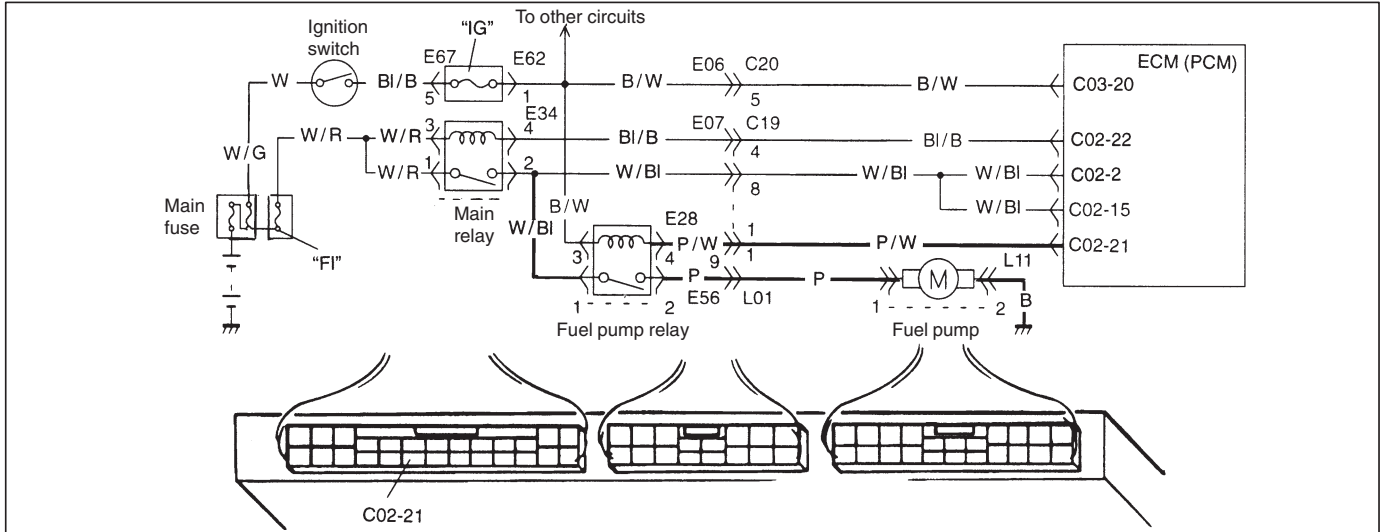 To other circuits
Ignition switch
"IG"
E67
E62
E06
C20
ECM (PCM)
W
Bl/B
5
1
B/W
5
B/W
C03-20
E34
W/R
W/R
3
4
Bl/B
E07
C19
4
Bl/B
C02-22
W/G
W/R
1
2
W/Bl
8
W/Bl
W/Bl
C02-2
W/Bl
C02-15
Main fuse
"FI"
Main relay
W/Bl
B/W
E28
3
4
P/W
9
1
1
P/W
C02-21
L11
P
E56
L01
P
M
B
1
2
1
2
Fuel pump relay
Fuel pump
C02-21